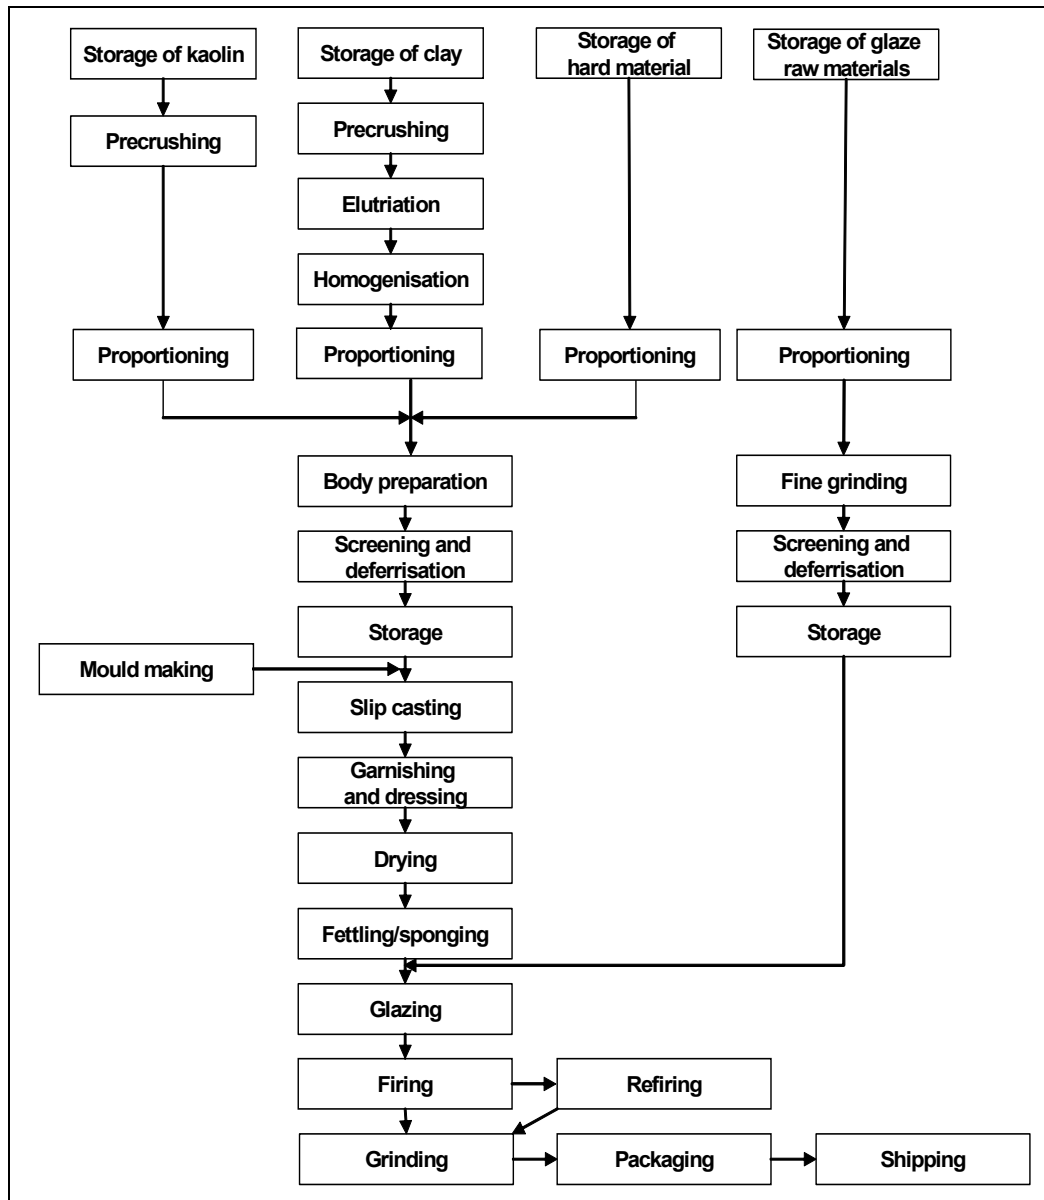 Storage of kaolin
Storage of clay
Storage of
hard material
Storage of glaze
raw materials
Precrushing
Precrushing
Elutriation
Homogenisation
Proportioning
Proportioning
Proportioning
Proportioning
Body preparation
Fine grinding
Screening and
deferrisation
Screening and
deferrisation
Storage
Storage
Mould making
Slip casting
Garnishing
and dressing
Drying
Fettling/sponging
Glazing
Firing
Refiring
Grinding
Packaging
Shipping